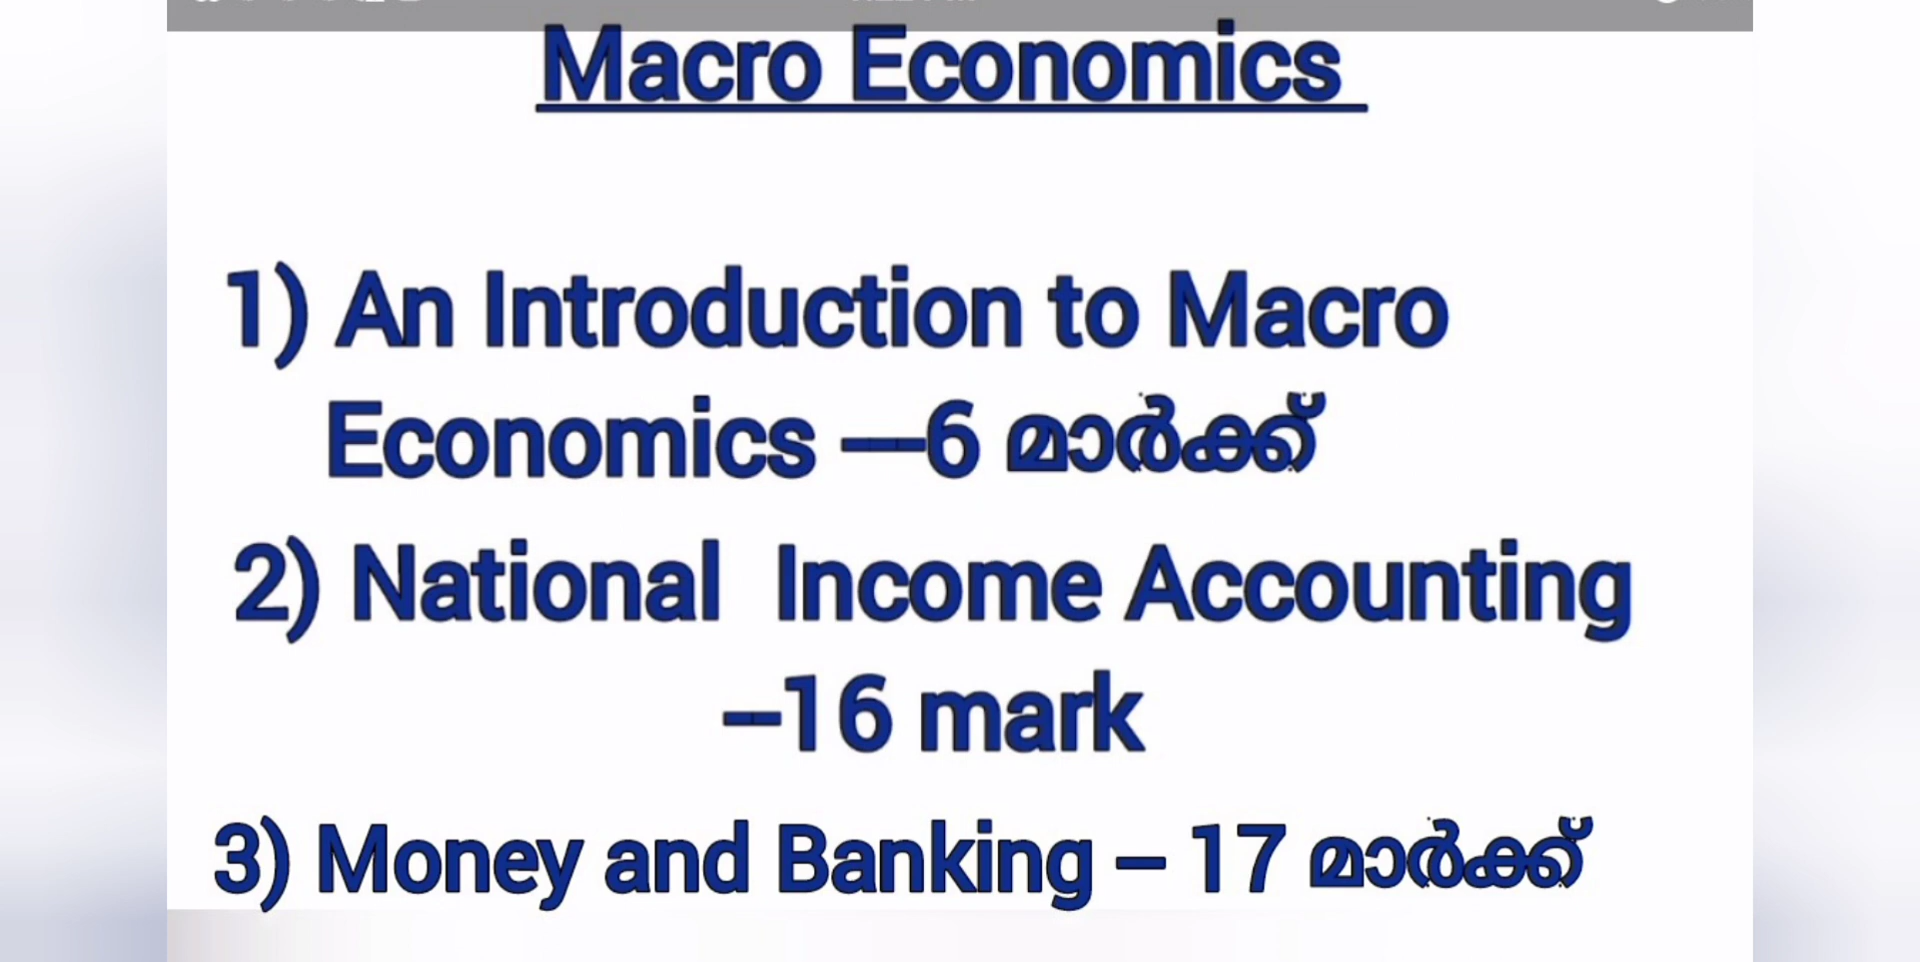 Macro Economics
1) An Introduction to Macro
Economics —6 മാർക്ക്
2) National Income Accounting
–16 mark
3) Money and Banking – 17 മാർക്ക്